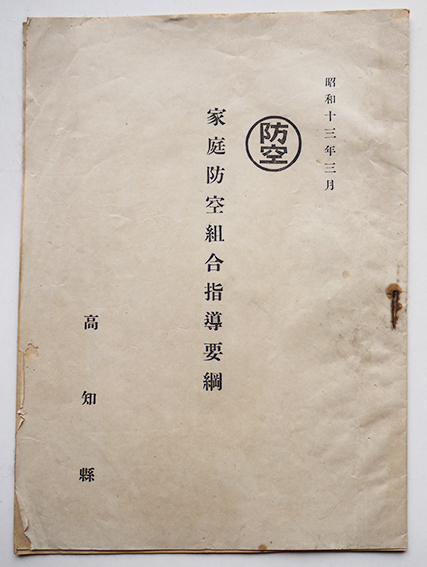 昭和十三年三月
防空
家庭防空組合指導要綱
高知縣